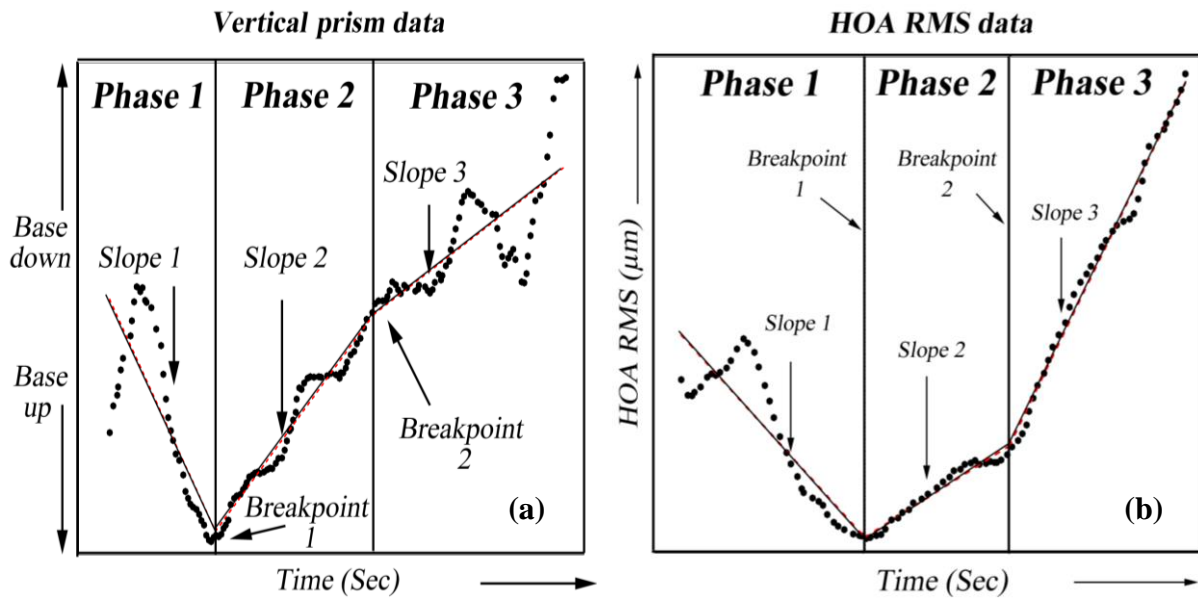 Vertical prism data
Phase 1
Phase 2
Phase 3
Slope 3
Base
down
Slope 1
Slope 2
Base
up
Breakpoint
2
Breakpoint
1
(a)
Time (Sec)
HOA RMS data
Phase 1
Phase 2
Phase 3
Breakpoint
1
Breakpoint
2
Slope 3
Slope 1
Slope 2
HOA RMS (μm)
(b)
Time (Sec)